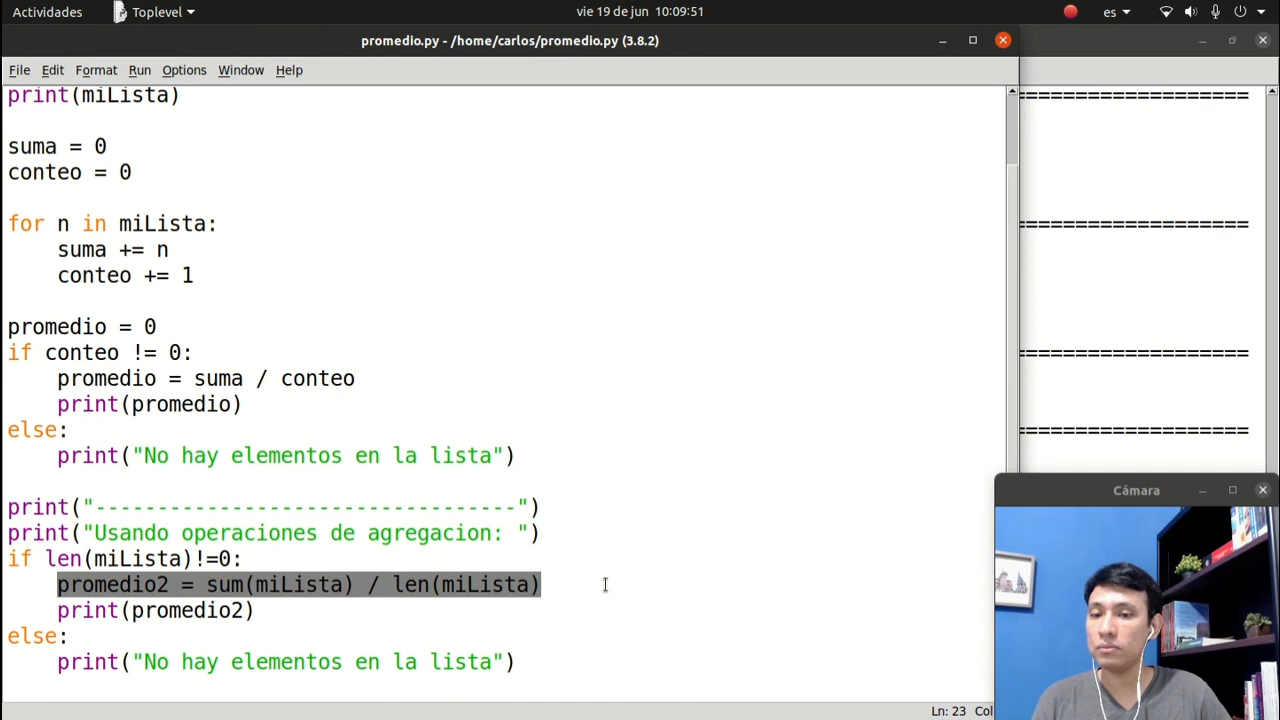 Actividades
Toplevel
vie 19 de jun 10:09:51
es
promedio.py - /home/carlos/promedio.py (3.8.2)
File Edit Format Run Options Window Help
print(miLista)
suma = 0
conteo = 0
for n in miLista:
    suma += n
    conteo += 1
promedio = 0
if conteo != 0:
    promedio = suma / conteo
    print(promedio)
else:
    print("No hay elementos en la lista")
print("----------------------------------")
print("Usando operaciones de agregacion: ")
if len(miLista)!=0:
    promedio2 = sum(miLista) / len(miLista)
    print(promedio2)
else:
    print("No hay elementos en la lista")
Ln: 23 Col
===================
===================
===================
===================
Cámara